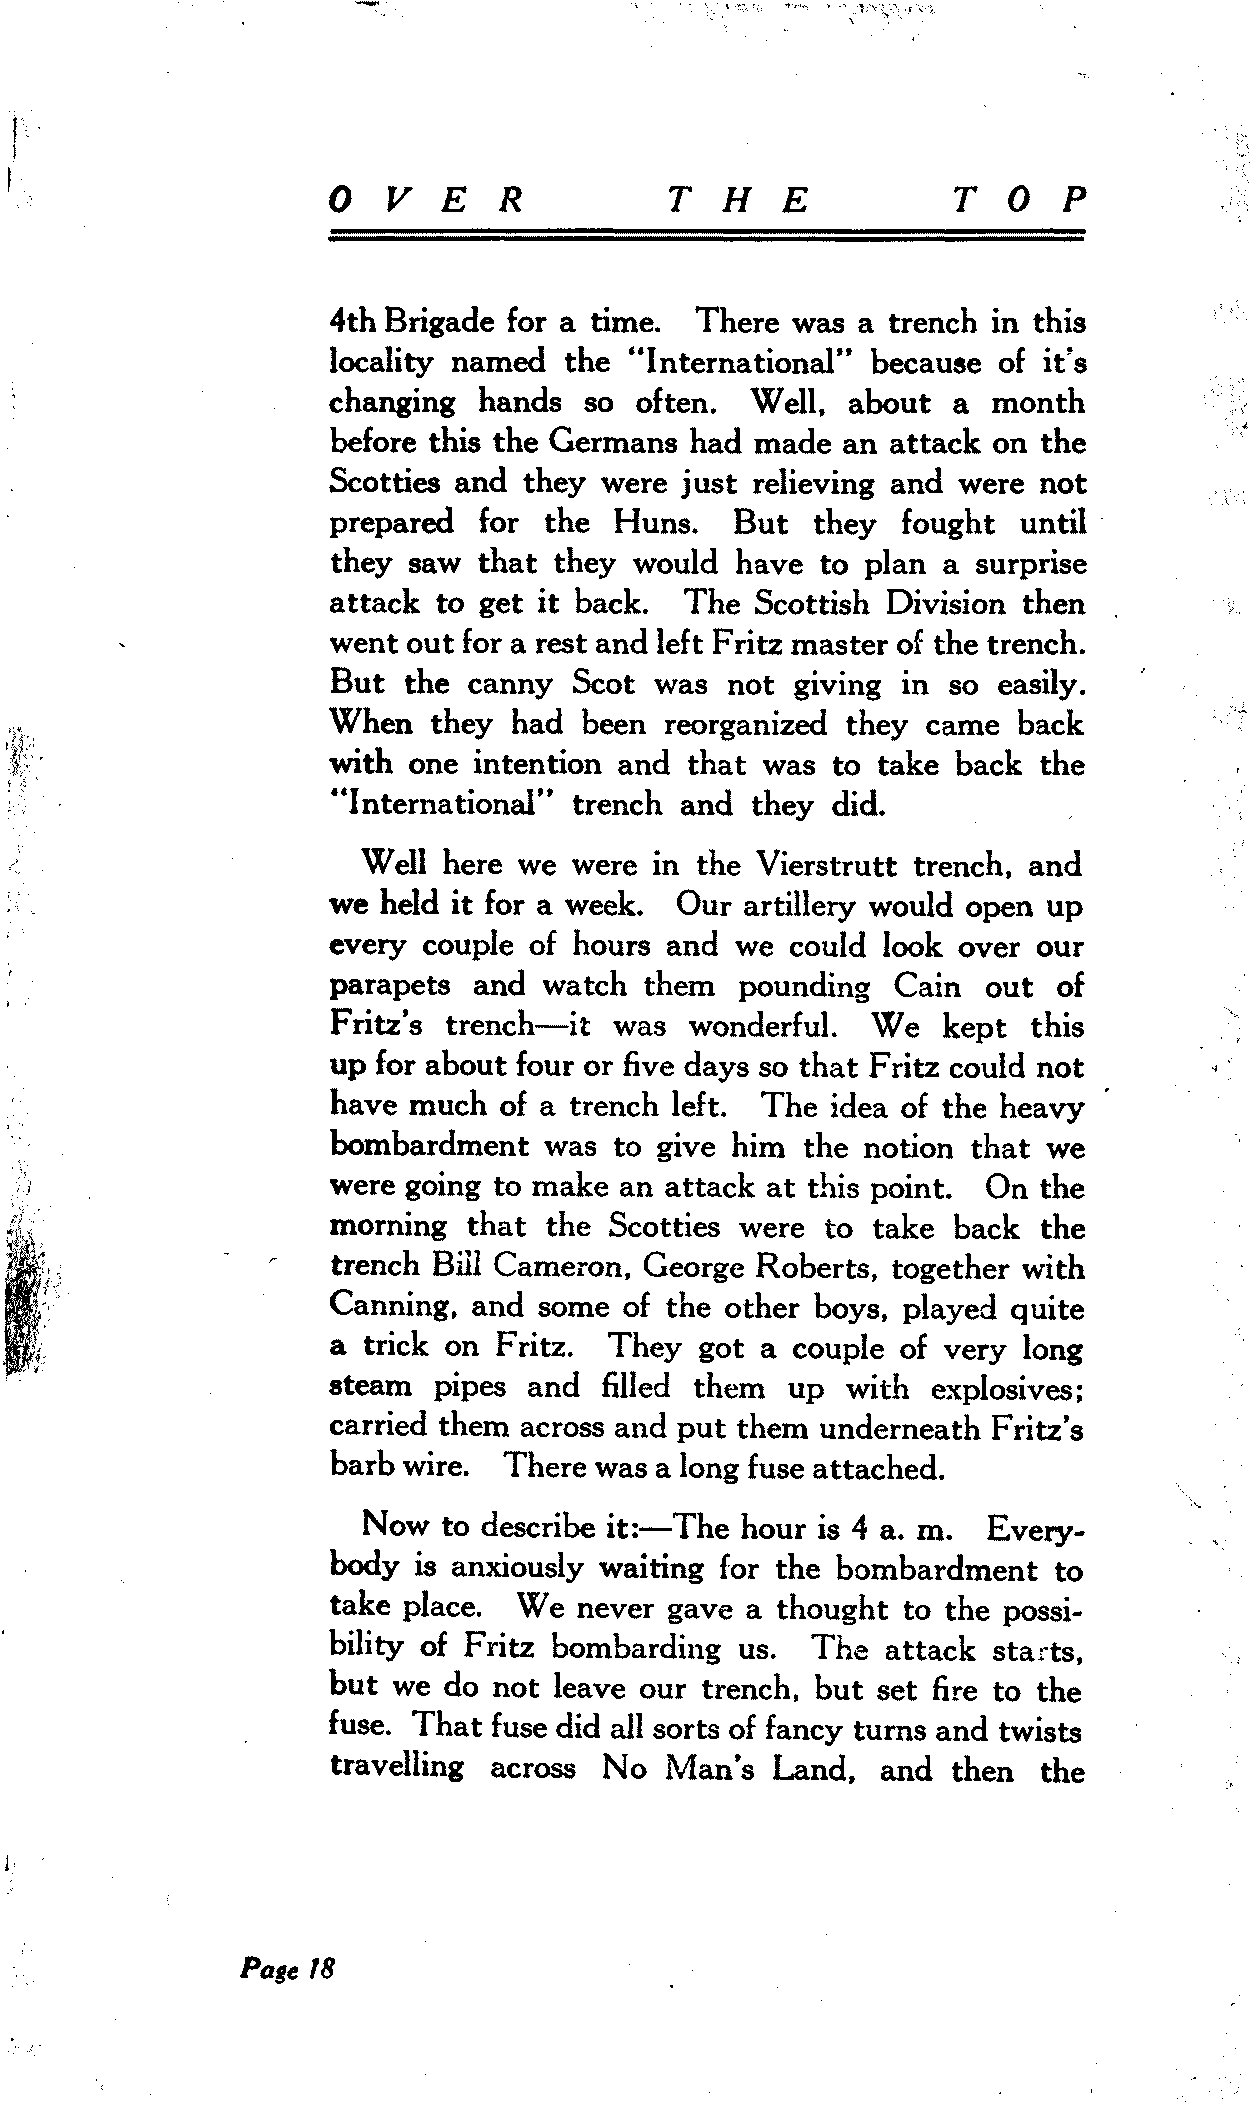 OVER THE TOP
4th Brigade for a time. There was a trench in this
locality named the "International" because of it's
changing hands so often. Well, about a month
before this the Germans had made an attack on the
Scotties and they were just relieving and were not
prepared for the Huns. But they fought until
they saw that they would have to plan a surprise
attack to get it back. The Scottish Division then
went out for a rest and left Fritz master of the trench.
But the canny Scot was not giving in so easily.
When they had been reorganized they came back
with one intention and that was to take back the
"International" trench and they did.
Well here we were in the Vierstrutt trench, and
we held it for a week. Our artillery would open up
every couple of hours and we could look over our
parapets and watch them pounding Cain out of
Fritz's trench—it was wonderful. We kept this
up for about four or five days so that Fritz could not
have much of a trench left. The idea of the heavy
bombardment was to give him the notion that we
were going to make an attack at this point. On the
morning that the Scotties were to take back the
trench Bill Cameron, George Roberts, together with
Canning, and some of the other boys, played quite
a trick on Fritz. They got a couple of very long
steam pipes and filled them up with explosives;
carried them across and put them underneath Fritz's
barb wire. There was a long fuse attached.
Now to describe it:—The hour is 4 a. m. Every-
body is anxiously waiting for the bombardment to
take place. We never gave a thought to the possi-
bility of Fritz bombarding us. The attack starts,
but we do not leave our trench, but set fire to the
fuse. That fuse did all sorts of fancy turns and twists
travelling across No Man's Land, and then the
Page 18